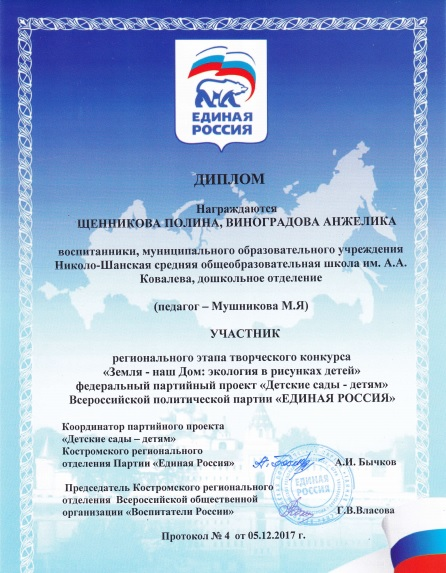 ЕДИНАЯ
РОССИЯ
ДИПЛОМ
Награждаются
ЩЕННИКОВА ПОЛИНА, ВИНОГРАДОВА АНЖЕЛИКА
воспитанники, муниципального образовательного учреждения
Николо-Шанская средняя общеобразовательная школа им. А.А.
Ковалева, дошкольное отделение
(педагог – Мушникова М.Я)
УЧАСТНИК
регионального этапа творческого конкурса
«Земля - наш Дом: экология в рисунках детей»
федеральный партийный проект «Детские сады - детям»
Всероссийской политической партии «ЕДИНАЯ РОССИЯ»
Координатор партийного проекта
«Детские сады – детям»
Костромского регионального
отделения Партии «Единая Россия»
А.И. Бычков
Председатель Костромского регионального
отделения Всероссийской общественной
организации «Воспитатели России»
Г.В.Власова
ЕДИНАЯ
РОССИЯ
Протокол № 4 от 05.12.2017 г.